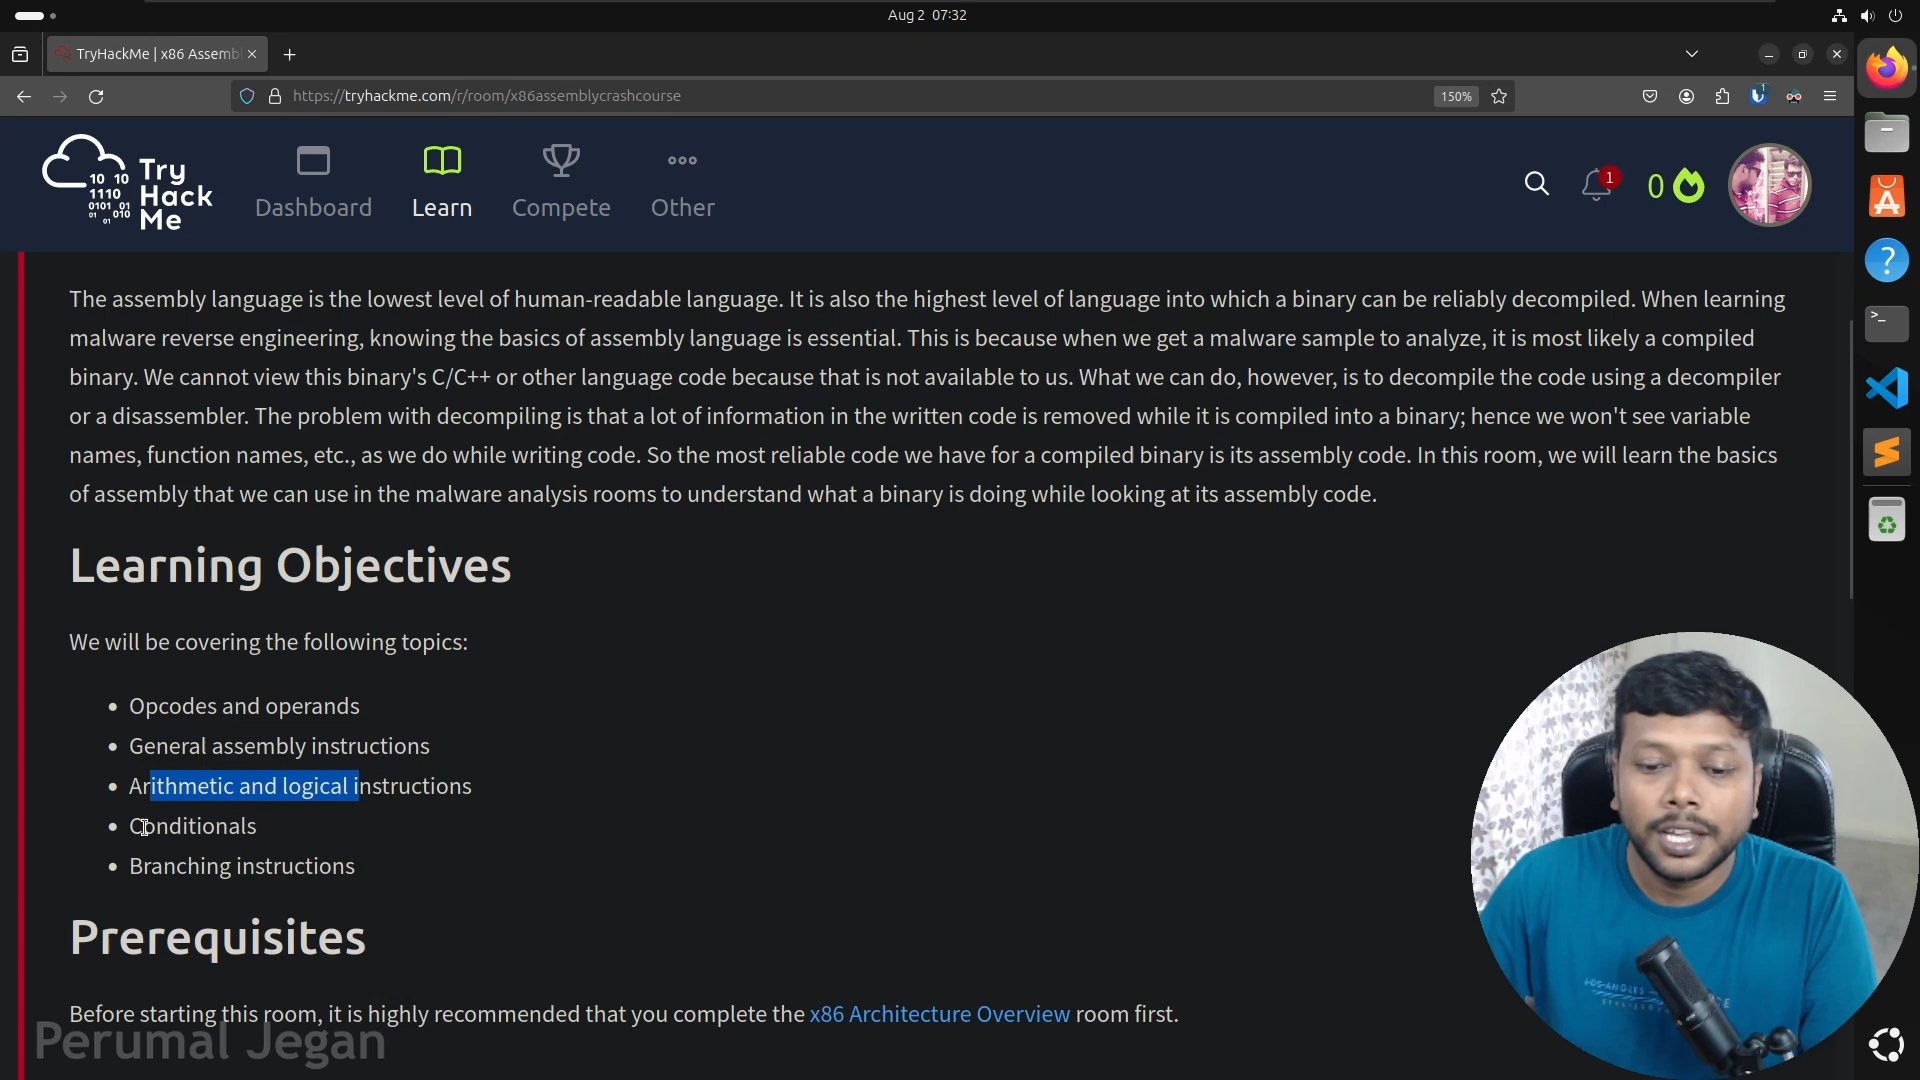 Aug 2 07:32
TryHackMe | x86 Assembl
https://tryhackme.com/r/room/x86assemblycrashcourse
150%
1
10 10
1110
0101 01
01 010
01
Try
Hack
Me
Dashboard
Learn
Compete
Other
1
0
The assembly language is the lowest level of human-readable language. It is also the highest level of language into which a binary can be reliably decompiled. When learning
malware reverse engineering, knowing the basics of assembly language is essential. This is because when we get a malware sample to analyze, it is most likely a compiled
binary. We cannot view this binary's C/C++ or other language code because that is not available to us. What we can do, however, is to decompile the code using a decompiler
or a disassembler. The problem with decompiling is that a lot of information in the written code is removed while it is compiled into a binary; hence we won't see variable
names, function names, etc., as we do while writing code. So the most reliable code we have for a compiled binary is its assembly code. In this room, we will learn the basics
of assembly that we can use in the malware analysis rooms to understand what a binary is doing while looking at its assembly code.
Learning Objectives
We will be covering the following topics:
• Opcodes and operands
• General assembly instructions
• Arithmetic and logical instructions
• Conditionals
• Branching instructions
Prerequisites
Before starting this room, it is highly recommended that you complete the x86 Architecture Overview room first.
Perumal Jegan